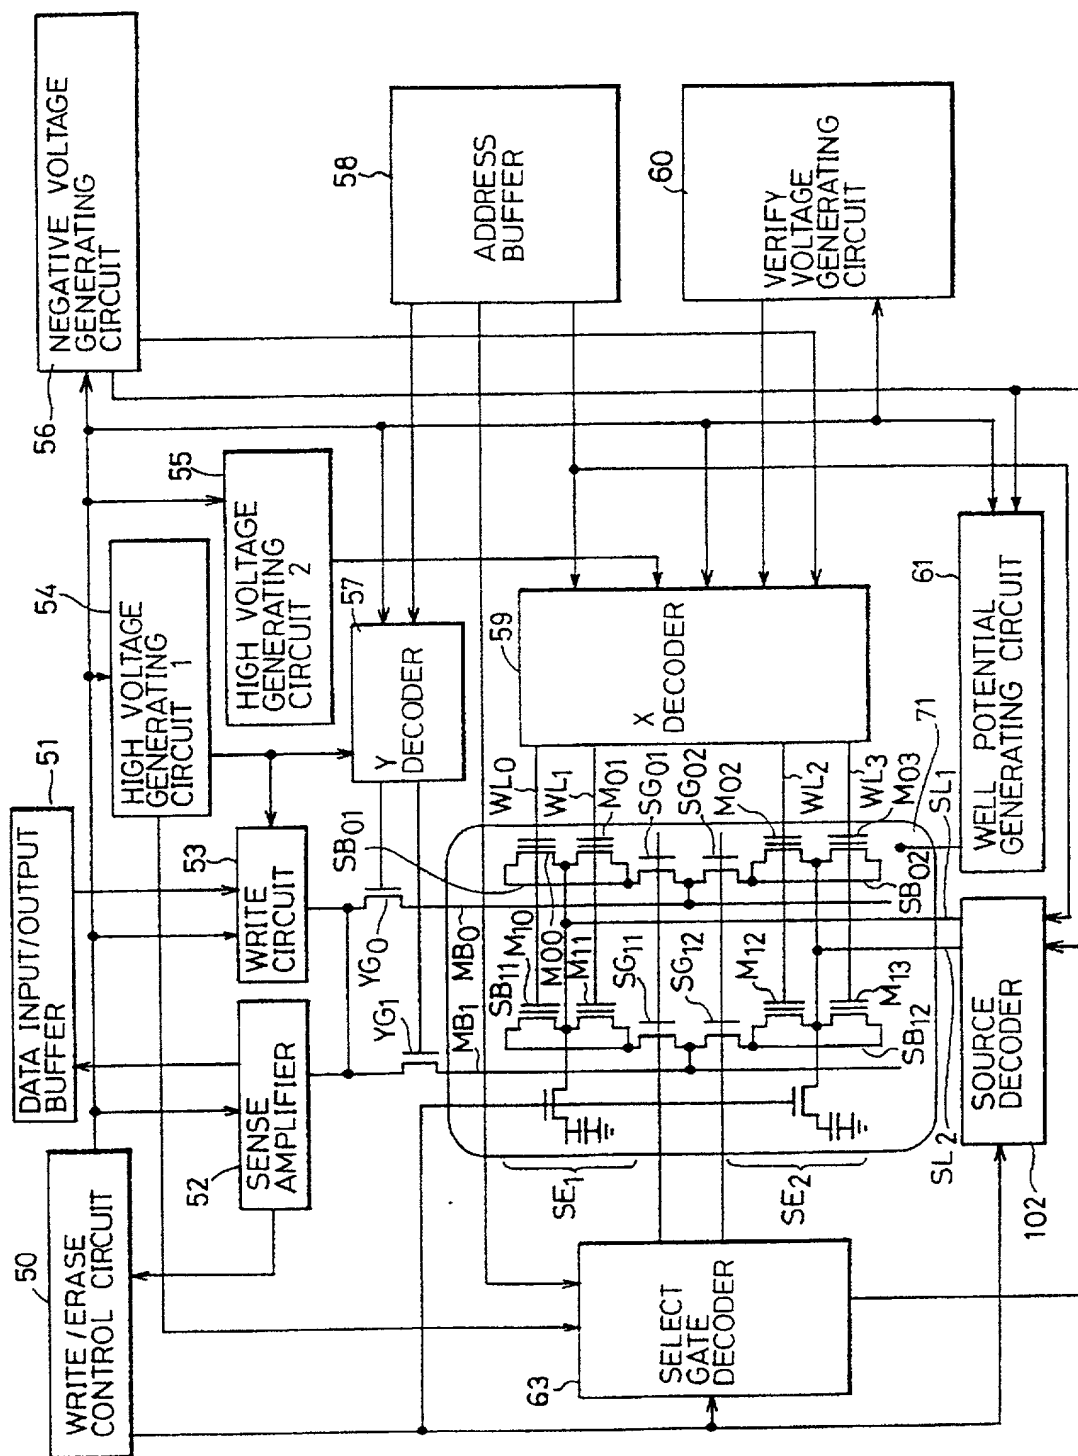 50
WRITE/ERASE
CONTROL CIRCUIT
51
DATA INPUT/OUTPUT
BUFFER
52
SENSE
AMPLIFIER
53
WRITE
CIRCUIT
54
HIGH VOLTAGE
GENERATING
CIRCUIT 1
55
HIGH VOLTAGE
GENERATING
CIRCUIT 2
56
NEGATIVE VOLTAGE
GENERATING
CIRCUIT
57
Y
DECODER
58
ADDRESS
BUFFER
59
X
DECODER
60
VERIFY
VOLTAGE
GENERATING
CIRCUIT
61
WELL POTENTIAL
GENERATING CIRCUIT
63
SELECT
GATE
DECODER
102
SOURCE
DECODER
71
YG1
YG0
SB01
MB1
MB0
WL0
WL1
M01
SG01
SG02
M02
WL2
WL3
M03
SL1
SB11
M10
M00
M11
SG11
SG12
M12
M13
SB12
SB02
SL2
SE1
SE2